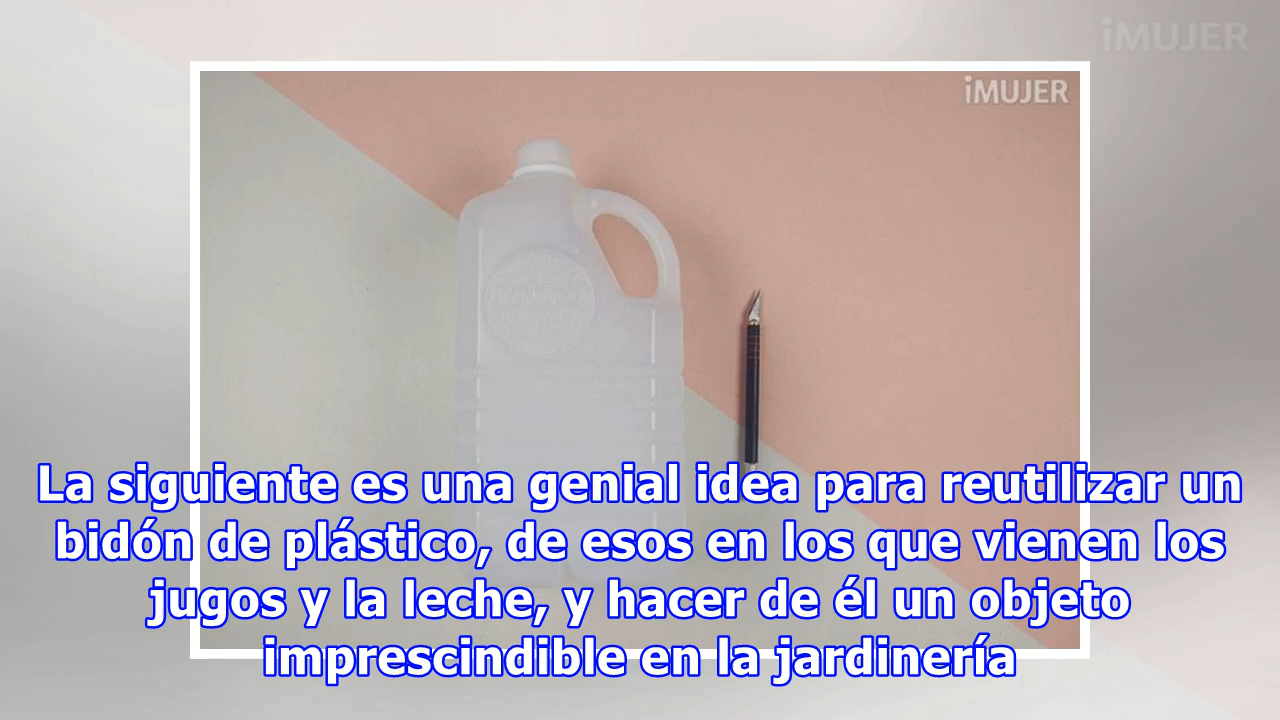 iMUJER
iMUJER
La siguiente es una genial idea para reutilizar un
bidón de plástico, de esos en los que vienen los
jugos y la leche, y hacer de él un objeto
imprescindible en la jardinería